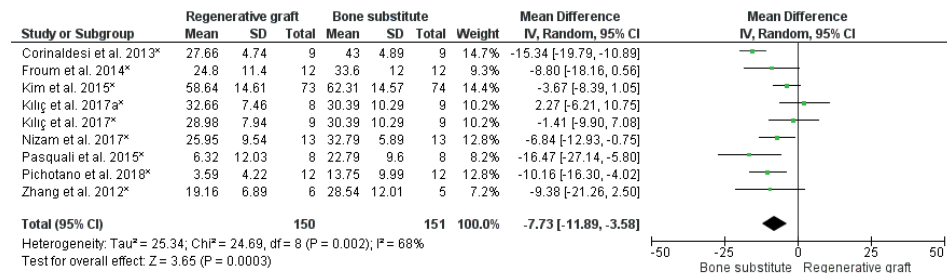 Regenerative graft Bone substitute Mean Difference Mean Difference
Study or Subgroup Mean SD Total Mean SD Total Weight IV, Random, 95% CI IV, Random, 95% CI
Corinaldesi et al. 2013ˣ 27.66 4.74 9 43 4.89 9 14.7% -15.34 [-19.79, -10.89]
Froum et al. 2014ˣ 24.8 11.4 12 33.6 12 12 9.3% -8.80 [-18.16, 0.56]
Kim et al. 2015ˣ 58.64 14.61 73 62.31 14.57 74 14.4% -3.67 [-8.39, 1.05]
Kılıç et al. 2017aˣ 32.66 7.46 8 30.39 10.29 9 10.2% 2.27 [-6.21, 10.75]
Kılıç et al. 2017ˣ 28.98 7.94 9 30.39 10.29 9 10.2% -1.41 [-9.90, 7.08]
Nizam et al. 2017ˣ 25.95 9.54 13 32.79 5.89 13 12.7% -6.84 [-12.93, -0.75]
Pasquali et al. 2015ˣ 6.32 12.03 8 22.79 9.6 8 8.2% -16.47 [-27.14, -5.80]
Pichotano et al. 2018ˣ 3.59 4.22 12 13.75 9.99 12 12.8% -10.16 [-16.30, -4.02]
Zhang et al. 2012ˣ 19.16 6.89 6 28.54 12.01 5 7.2% -9.38 [-21.26, 2.50]
Total (95% CI) 150 151 100.0% -7.73 [-11.89, -3.58]
Heterogeneity: Tau² = 25.34; Chi² = 24.69, df = 8 (P = 0.002); I² = 68%
Test for overall effect: Z = 3.65 (P = 0.0003)
-50 -25 0 25 50
Bone substitute Regenerative graft